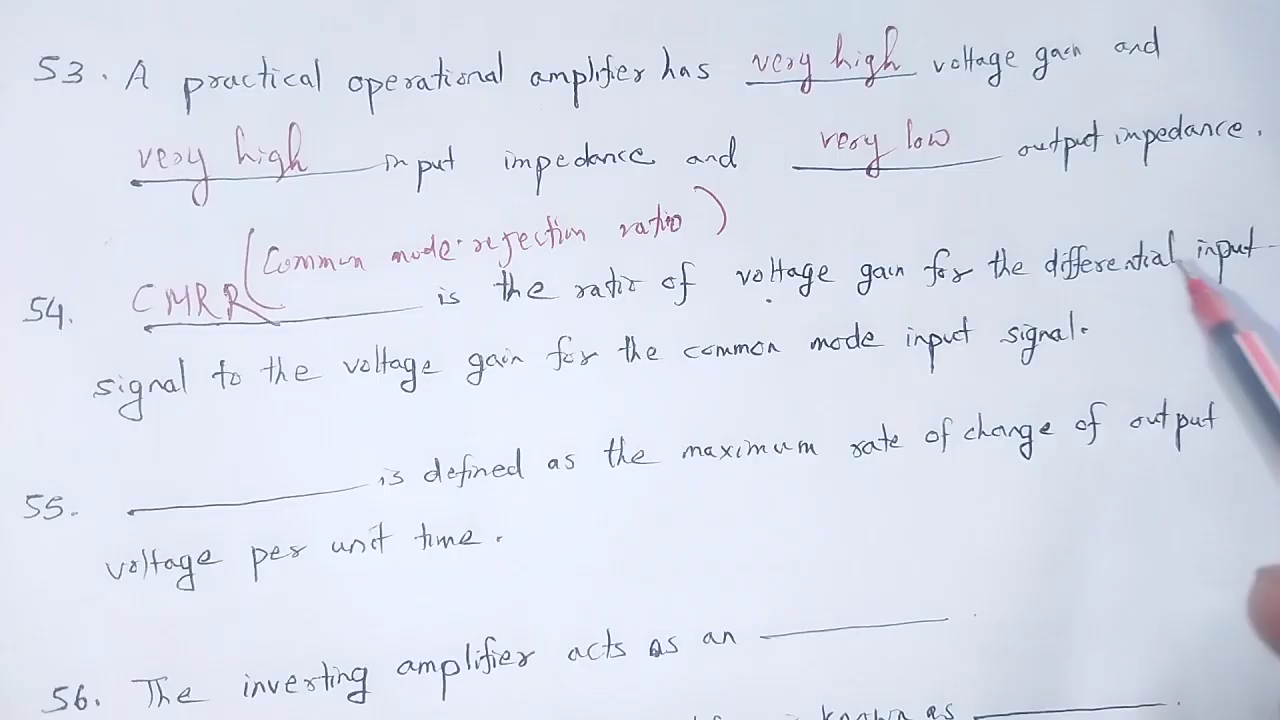 53. A practical operational amplifier has very high voltage gain and
very high input impedance and very low output impedance.
(Common mode rejection ratio)
54. CMRR is the ratio of voltage gain for the differential input
signal to the voltage gain for the common mode input signal.
55. is defined as the maximum rate of change of output
voltage per unit time.
56. The inverting amplifier acts as an
known as